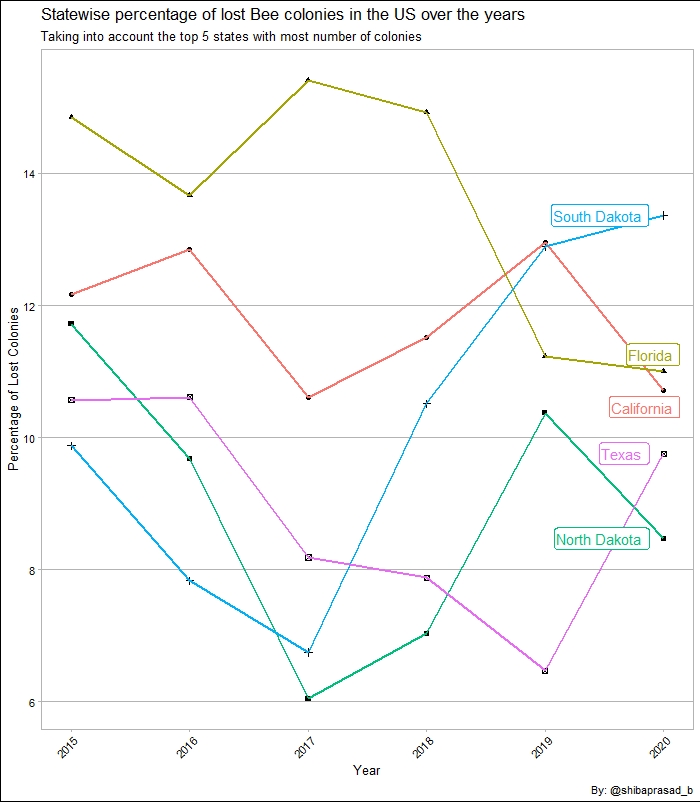 Statewise percentage of lost Bee colonies in the US over the years
Taking into account the top 5 states with most number of colonies
Percentage of Lost Colonies
14
12
10
8
6
South Dakota
Florida
California
Texas
North Dakota
2015
2016
2017
2018
2019
2020
Year
By: @shibaprasad_b